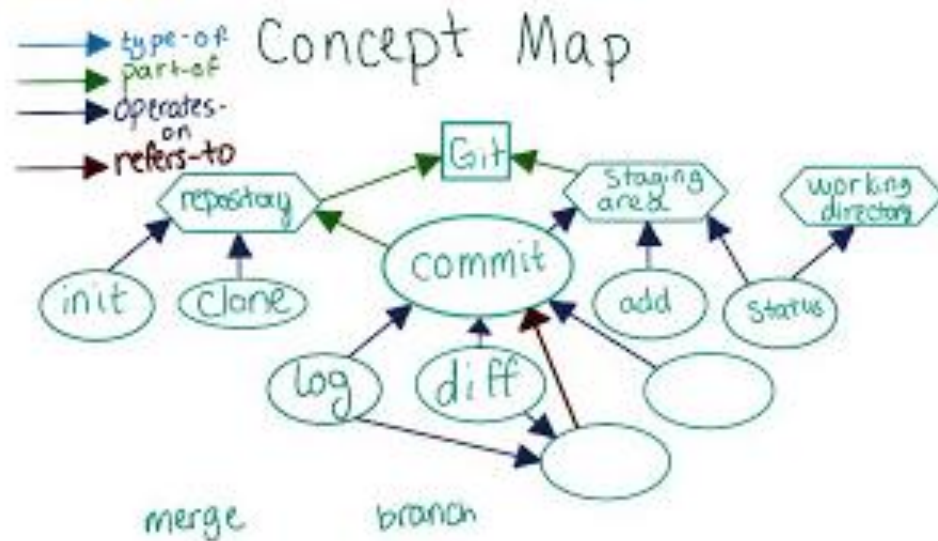 Concept Map
type-of
part-of
operates-
on
refers-to
Git
repository
staging
area
working
directory
commit
init
clone
add
status
log
diff
merge
branch